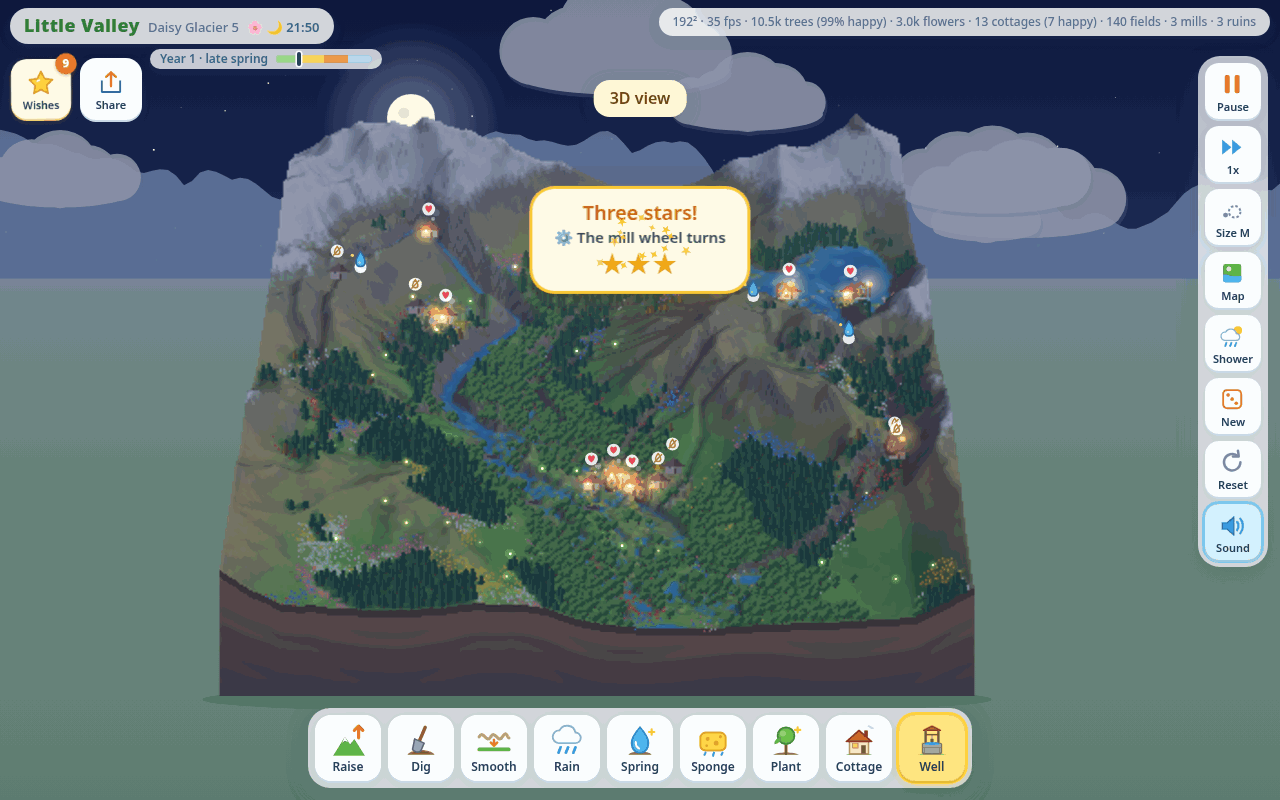 Little Valley Daisy Glacier 5 21:50
192² · 35 fps · 10.5k trees (99% happy) · 3.0k flowers · 13 cottages (7 happy) · 140 fields · 3 mills · 3 ruins
Year 1 · late spring
9
Wishes
Share
3D view
Three stars!
The mill wheel turns
Pause
1x
Size M
Map
Shower
New
Reset
Sound
Raise
Dig
Smooth
Rain
Spring
Sponge
Plant
Cottage
Well